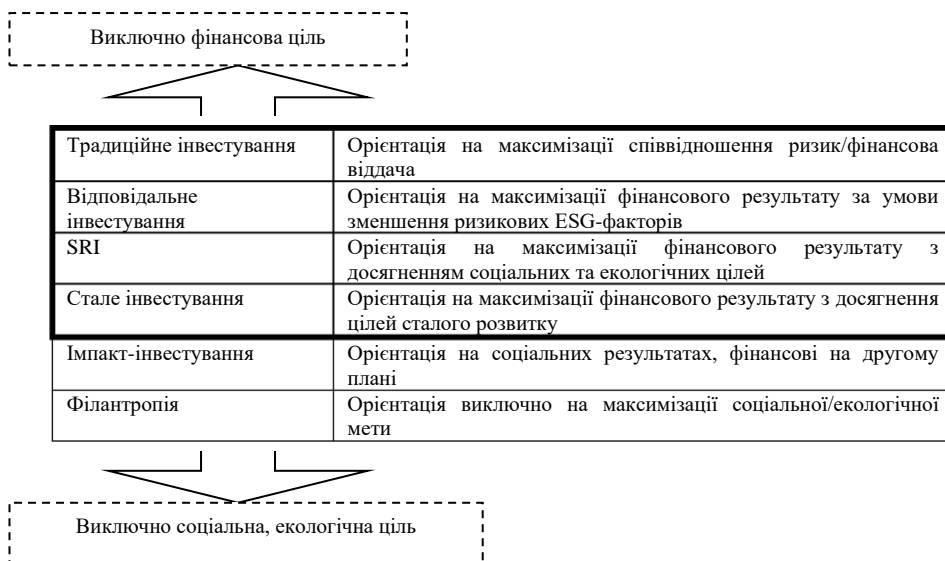 Виключно фінансова ціль
Традиційне інвестування
Орієнтація на максимізації співвідношення ризик/фінансова
віддача
Відповідальне
інвестування
Орієнтація на максимізації фінансового результату за умови
зменшення ризикових ESG-факторів
SRI
Орієнтація на максимізації фінансового результату з
досягненням соціальних та екологічних цілей
Стале інвестування
Орієнтація на максимізації фінансового результату з досягнення
цілей сталого розвитку
Імпакт-інвестування
Орієнтація на соціальних результатах, фінансові на другому
плані
Філантропія
Орієнтація виключно на максимізації соціальної/екологічної
мети
Виключно соціальна, екологічна ціль